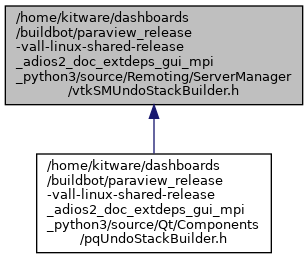 /home/kitware/dashboards
/buildbot/paraview_release
-vall-linux-shared-release
_adios2_doc_extdeps_gui_mpi
_python3/source/Remoting/ServerManager
/vtkSMUndoStackBuilder.h
/home/kitware/dashboards
/buildbot/paraview_release
-vall-linux-shared-release
_adios2_doc_extdeps_gui_mpi
_python3/source/Qt/Components
/pqUndoStackBuilder.h